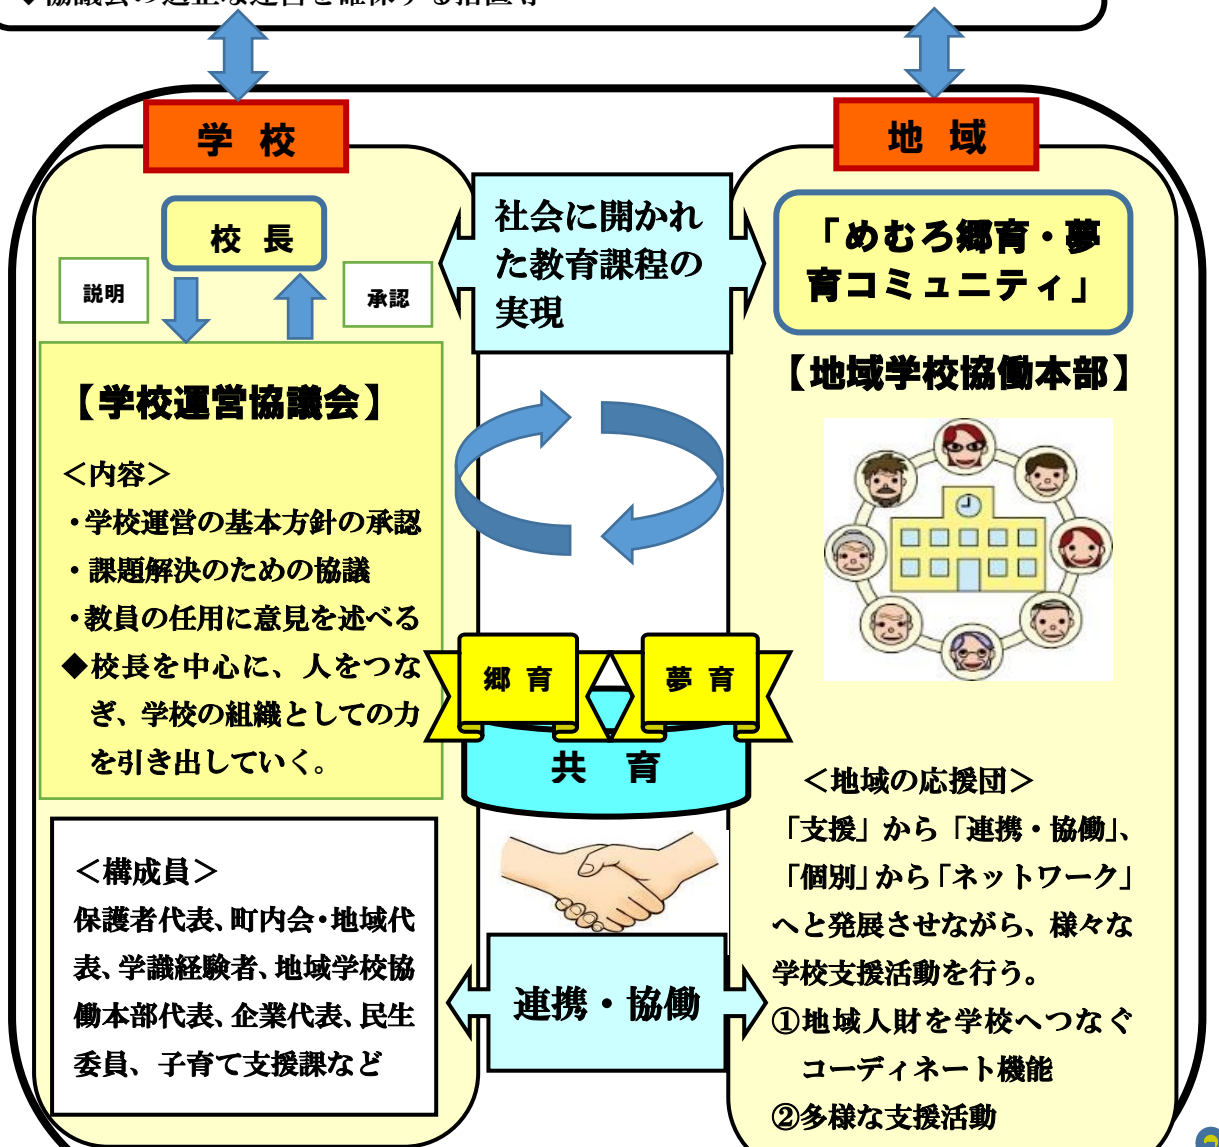 学校
地域
校長
説明
承認
【学校運営協議会】
＜内容＞
・学校運営の基本方針の承認
・課題解決のための協議
・教員の任用に意見を述べる
◆校長を中心に、人をつな
ぎ、学校の組織としての力
を引き出していく。
＜構成員＞
保護者代表、町内会・地域代
表、学識経験者、地域学校協
働本部代表、企業代表、民生
委員、子育て支援課など
社会に開かれ
た教育課程の
実現
郷育
夢育
共育
連携・協働
「めむろ郷育・夢
育コミュニティ」
【地域学校協働本部】
＜地域の応援団＞
「支援」から「連携・協働」、
「個別」から「ネットワーク」
へと発展させながら、様々な
学校支援活動を行う。
①地域人財を学校へつなぐ
コーディネート機能
②多様な支援活動